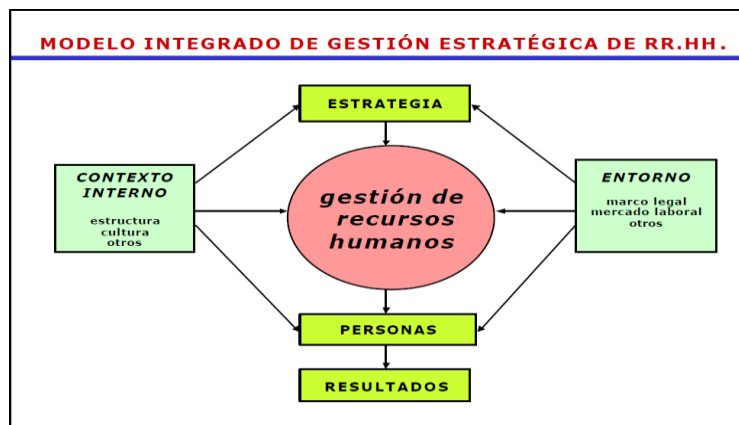 MODELO INTEGRADO DE GESTIÓN ESTRATÉGICA DE RR.HH.
ESTRATEGIA
CONTEXTO
INTERNO
estructura
cultura
otros
gestión de
recursos
humanos
ENTORNO
marco legal
mercado laboral
otros
PERSONAS
RESULTADOS